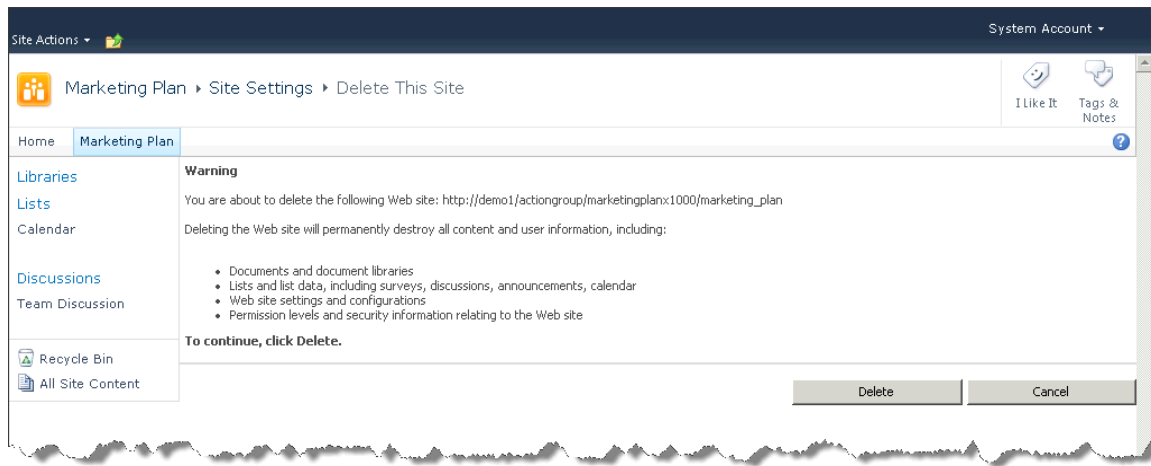 System Account
Site Actions
Marketing Plan ▸ Site Settings ▸ Delete This Site
I Like It
Tags &
Notes
Home
Marketing Plan
Libraries
Lists
Calendar
Discussions
Team Discussion
Recycle Bin
All Site Content
Warning
You are about to delete the following Web site: http://demo1/actiongroup/marketingplanx1000/marketing_plan
Deleting the Web site will permanently destroy all content and user information, including:
• Documents and document libraries
• Lists and list data, including surveys, discussions, announcements, calendar
• Web site settings and configurations
• Permission levels and security information relating to the Web site
To continue, click Delete.
Delete
Cancel